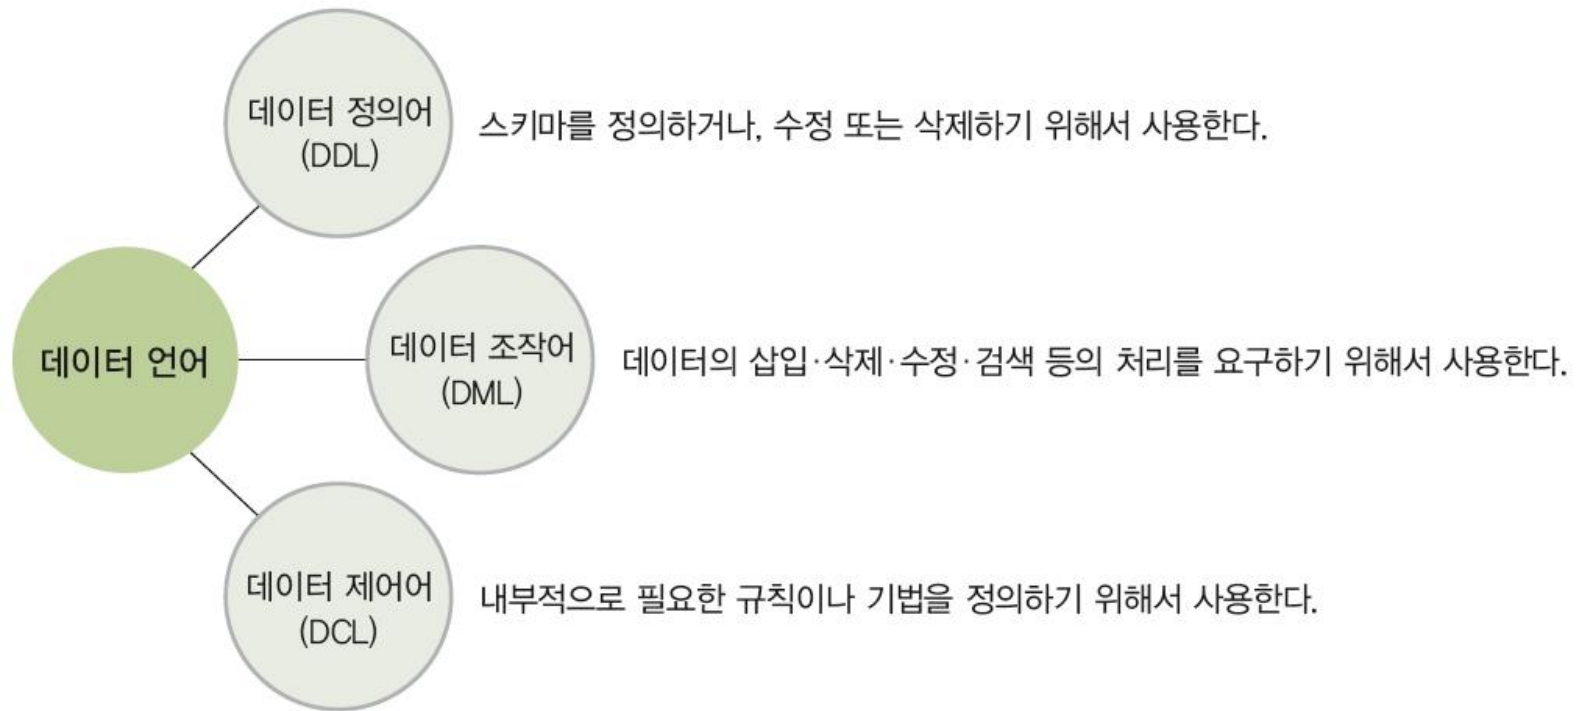 데이터 정의어
(DDL)
스키마를 정의하거나, 수정 또는 삭제하기 위해서 사용한다.
데이터 언어
데이터 조작어
(DML)
데이터의 삽입·삭제·수정·검색 등의 처리를 요구하기 위해서 사용한다.
데이터 제어어
(DCL)
내부적으로 필요한 규칙이나 기법을 정의하기 위해서 사용한다.